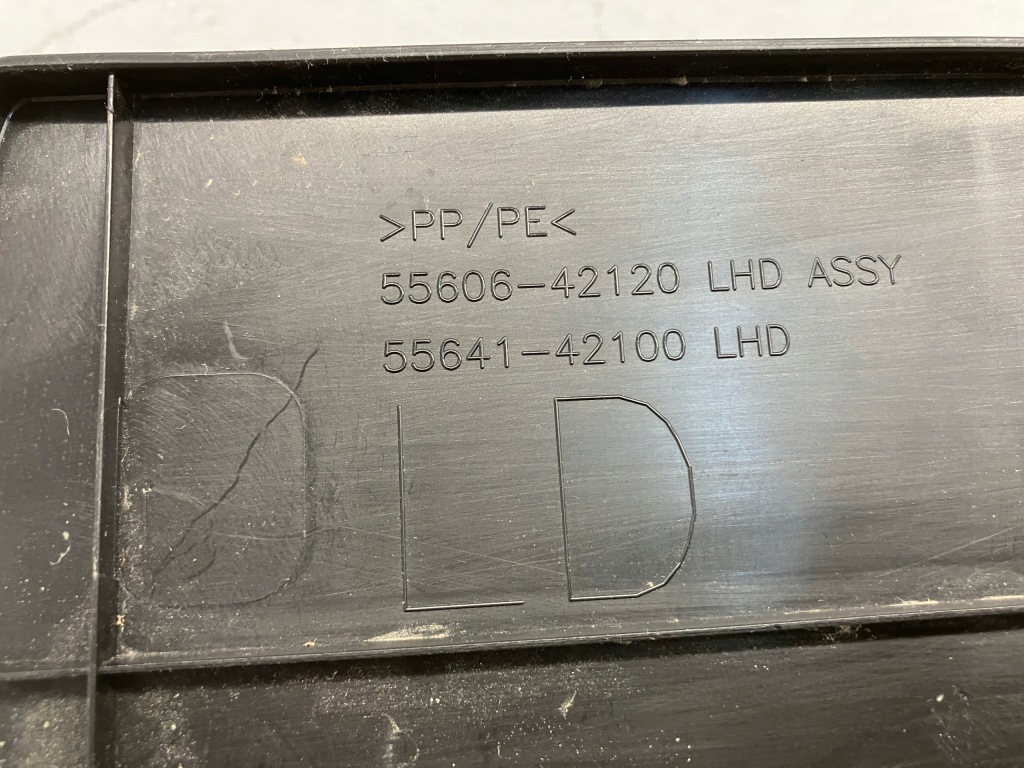 >PP/PE<
55606-42120 LHD ASSY
55641-42100 LHD
LD